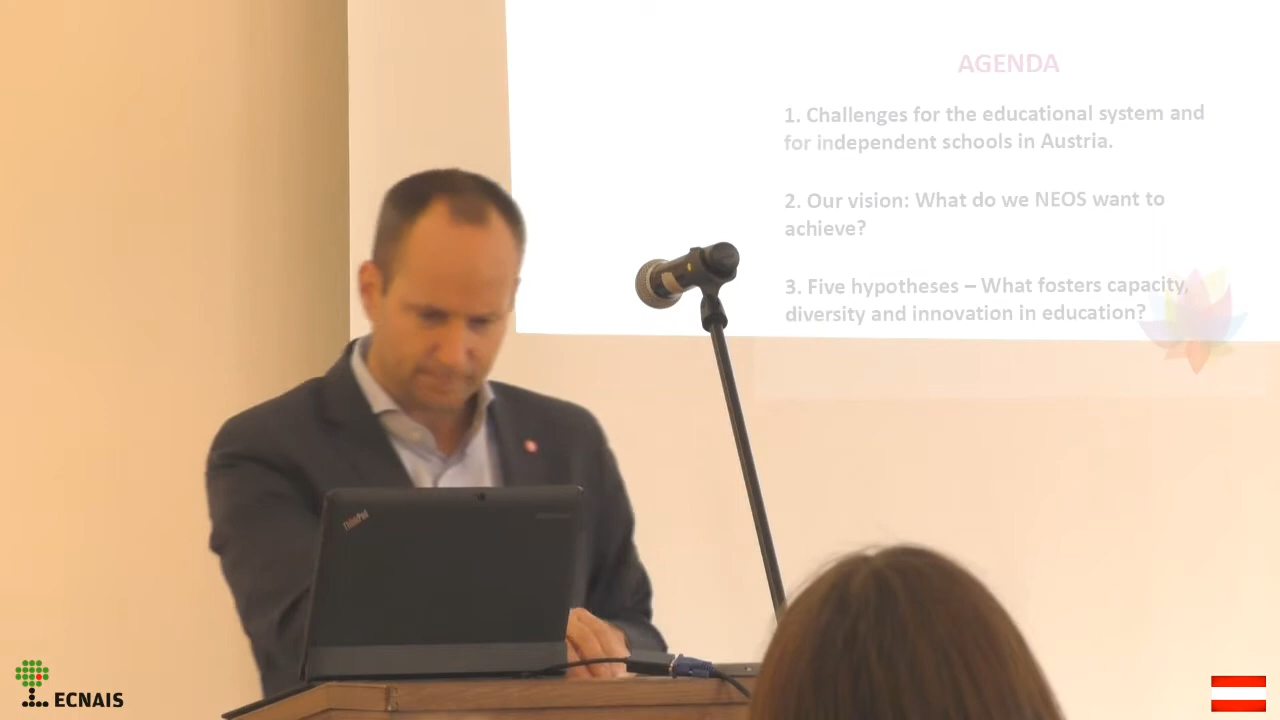 AGENDA
1. Challenges for the educational system and
for independent schools in Austria.
2. Our vision: What do we NEOS want to
achieve?
3. Five hypotheses – What fosters capacity,
diversity and innovation in education?
ThinkPad
ECNAIS